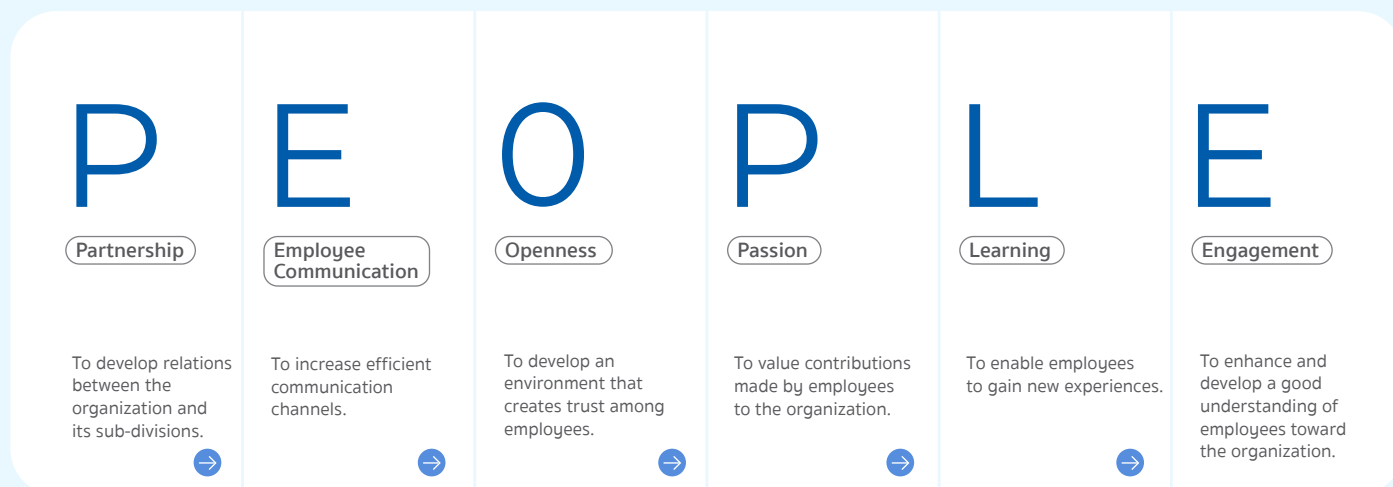 P
Partnership
To develop relations
between the
organization and
its sub-divisions.
E
Employee
Communication
To increase efficient
communication
channels.
O
Openness
To develop an
environment that
creates trust among
employees.
P
Passion
To value contributions
made by employees
to the organization.
L
Learning
To enable employees
to gain new experiences.
E
Engagement
To enhance and
develop a good
understanding of
employees toward
the organization.